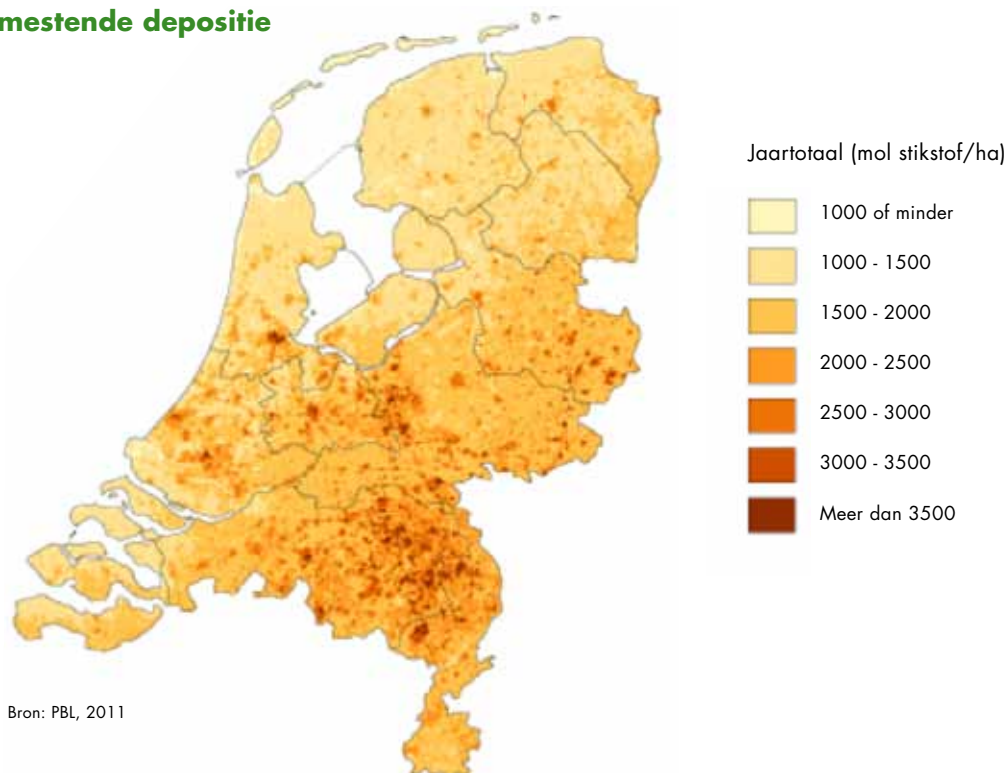 mestende depositie
Jaartotaal (mol stikstof/ha)
1000 of minder
1000 - 1500
1500 - 2000
2000 - 2500
2500 - 3000
3000 - 3500
Meer dan 3500
Bron: PBL, 2011